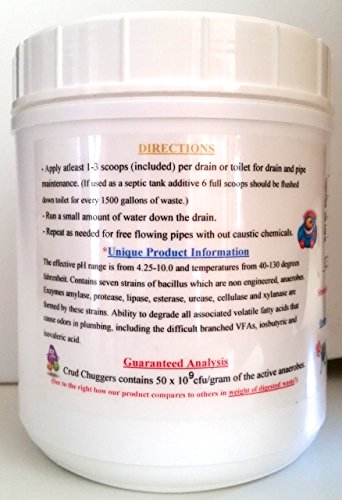 DIRECTIONS
- Apply atleast 1-3 scoops (included) per drain or toilet for drain and pipe
maintenance. (If used as a septic tank additive 6 full scoops should be flushed
down toilet for every 1500 gallons of waste.)
- Run a small amount of water down the drain.
- Repeat as needed for free flowing pipes with out caustic chemicals.
*Unique Product Information
The effective pH range is from 4.25-10.0 and temperatures from 40-130 degrees
fahrenheit. Contains seven strains of bacillus which are non engineered, anaerobes.
Enzymes amylase, protease, lipase, esterase, urease, cellulase and xylanase are
formed by these strains. Ability to degrade all associated volatile fatty acids that
cause odors in plumbing, including the difficult branched VFAs, iosbutyric and
isovaleric acid.
Guaranteed Analysis
Crud Chuggers contains 50 x 10⁹cfu/gram of the active anaerobes.
(See to the right how our product compares to others in weight of digested waste!)